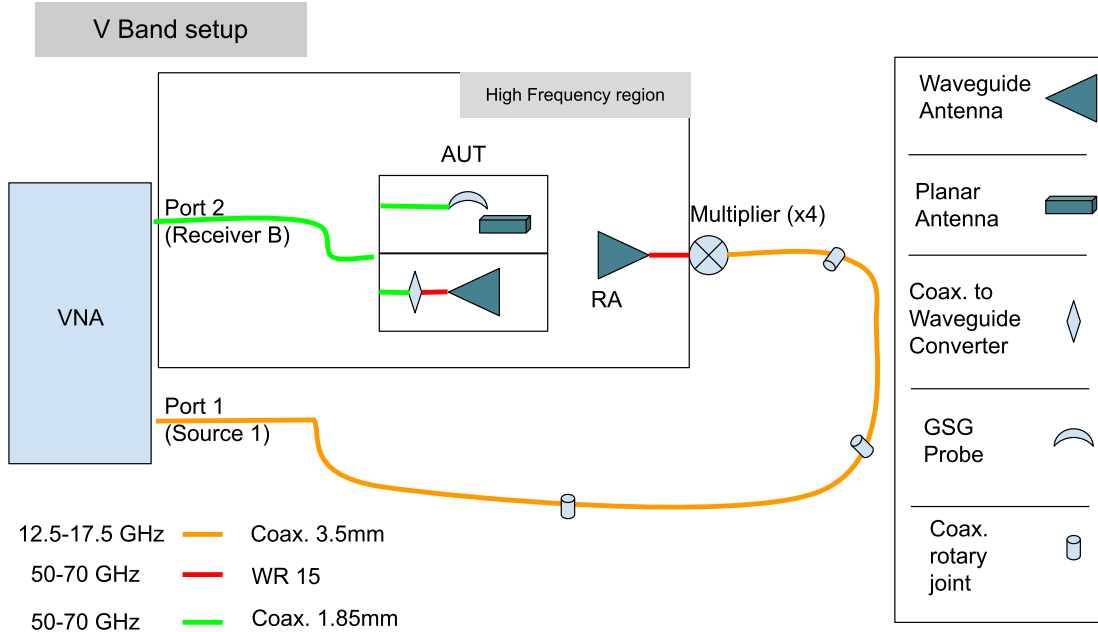 V Band setup
High Frequency region
AUT
Port 2
(Receiver B)
Multiplier (x4)
RA
VNA
Port 1
(Source 1)
12.5-17.5 GHz
Coax. 3.5mm
50-70 GHz
WR 15
50-70 GHz
Coax. 1.85mm
Waveguide
Antenna
Planar
Antenna
Coax. to
Waveguide
Converter
GSG
Probe
Coax.
rotary
joint